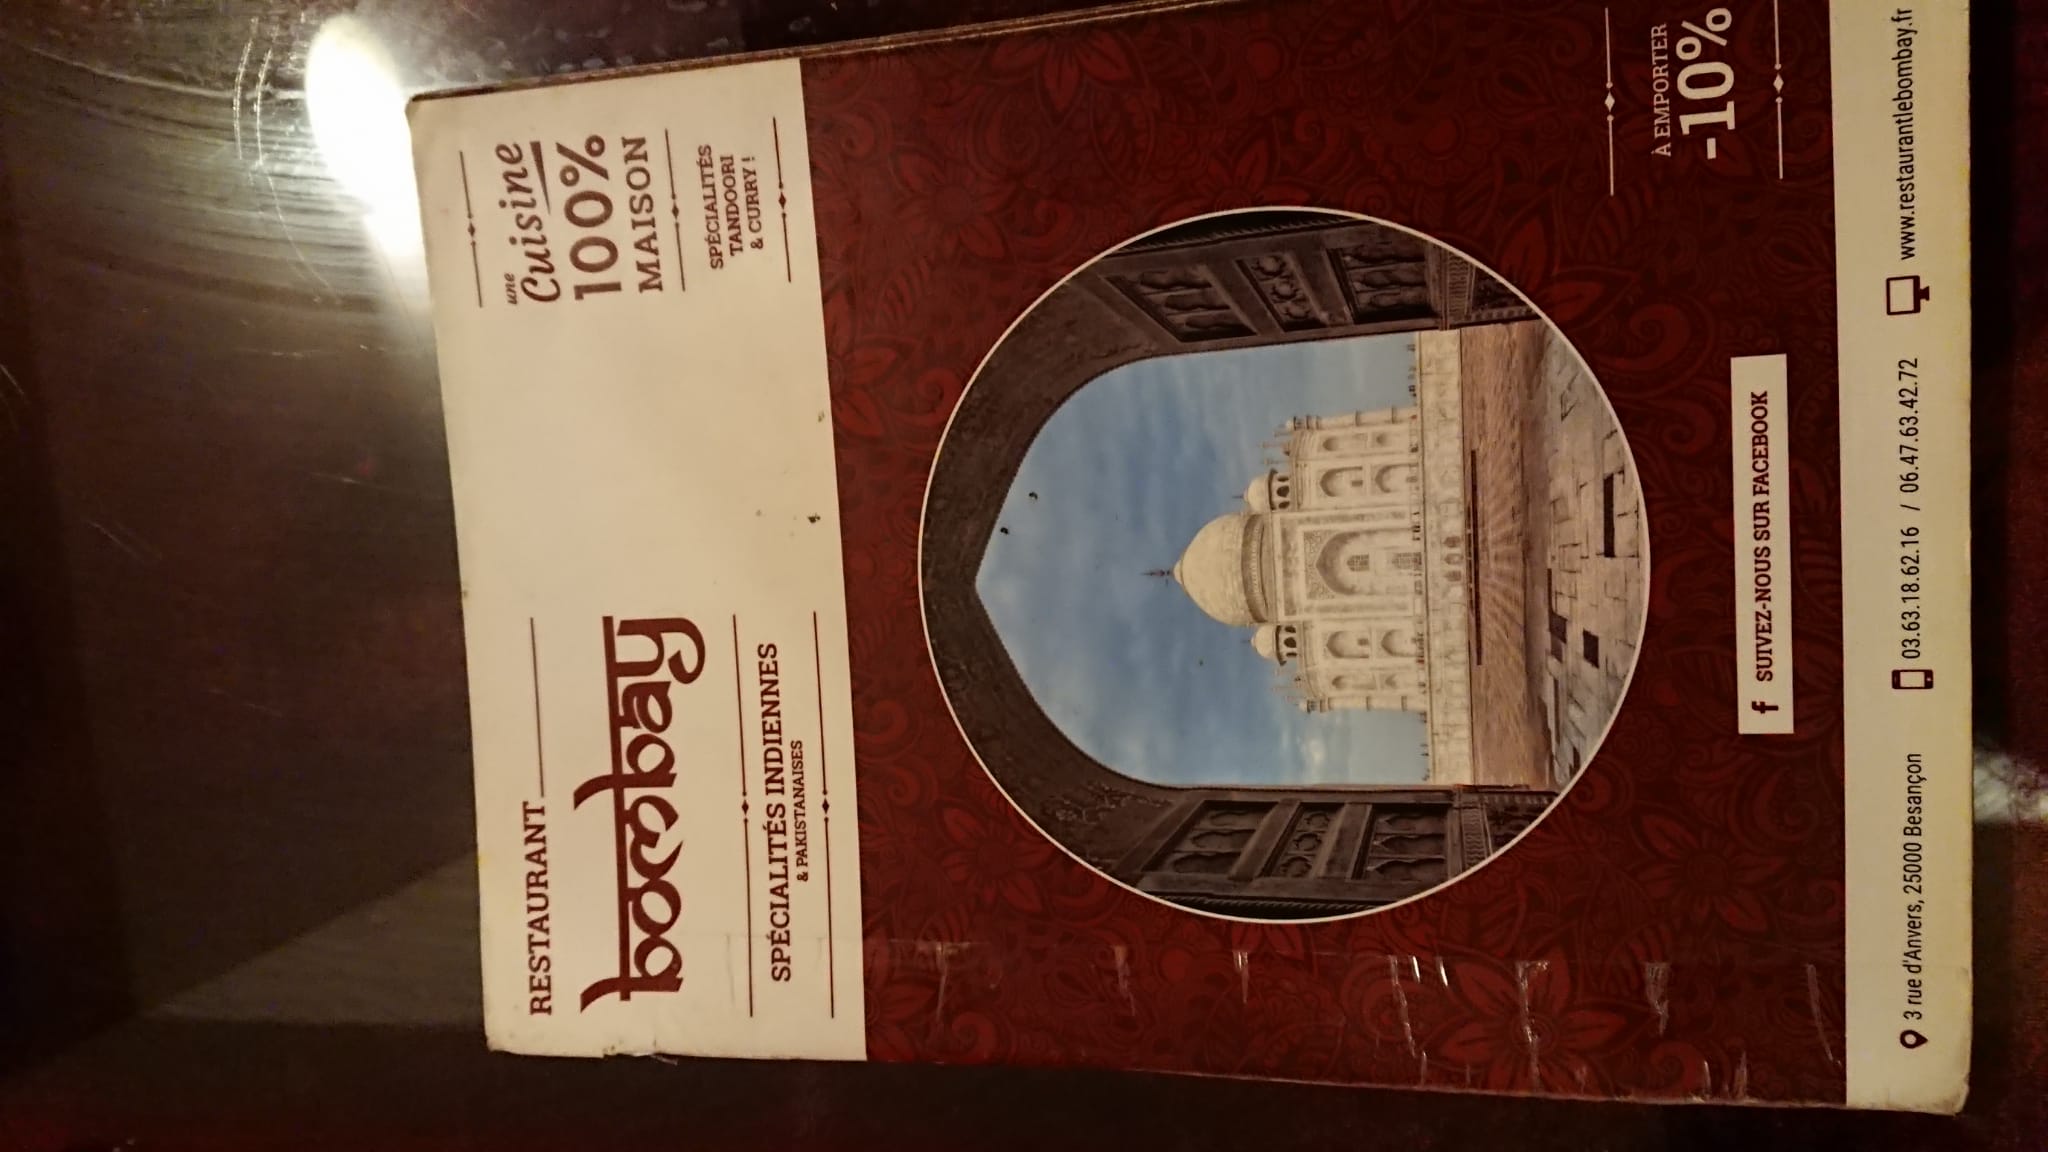 RESTAURANT
bombay
SPÉCIALITÉS INDIENNES
& PAKISTANAISES
une
Cuisine
100%
MAISON
SPÉCIALITÉS
TANDOORI
& CURRY !
À EMPORTER
-10%
f SUIVEZ-NOUS SUR FACEBOOK
3 rue d'Anvers, 25000 Besançon 03.63.18.62.16 / 06.47.63.42.72 www.restaurantlebombay.fr